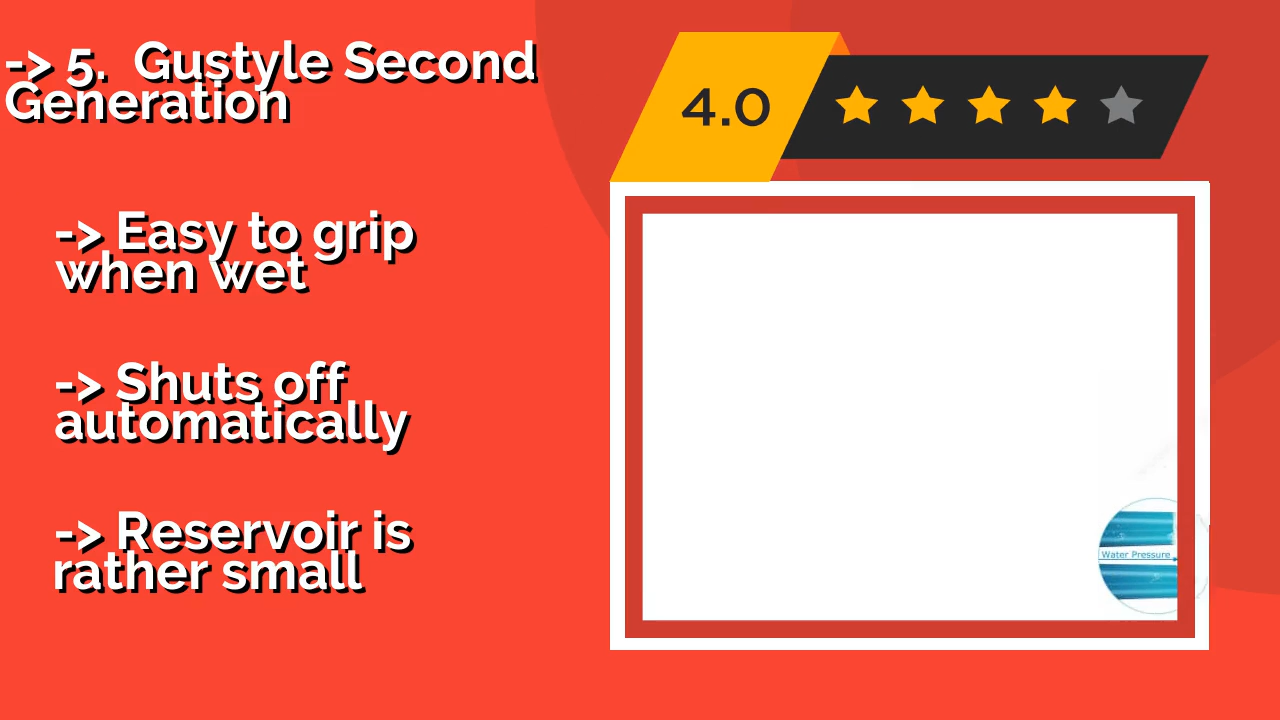 -> 5.  Gustyle Second
Generation
4.0
-> Easy to grip
when wet
-> Shuts off
automatically
-> Reservoir is
rather small
Water Pressure